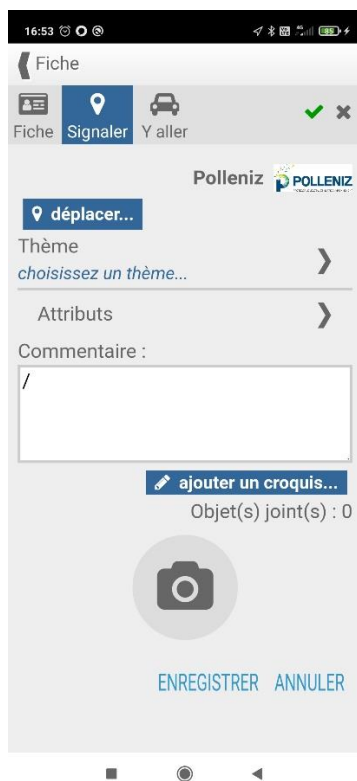 16:53
85
Fiche
Fiche Signaler Y aller
Polleniz POLLENIZ
déplacer...
Thème
choisissez un thème...
Attributs
Commentaire :
/
ajouter un croquis...
Objet(s) joint(s) : 0
ENREGISTRER ANNULER